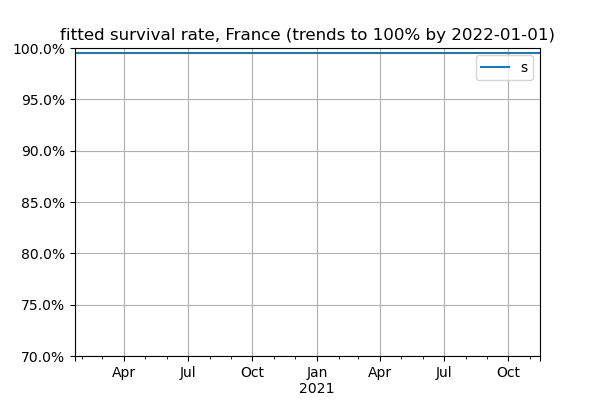 fitted survival rate, France (trends to 100% by 2022-01-01)
100.0%
s
95.0%
90.0%
85.0%
80.0%
75.0%
70.0%
Apr Jul Oct Jan Apr Jul Oct
2021